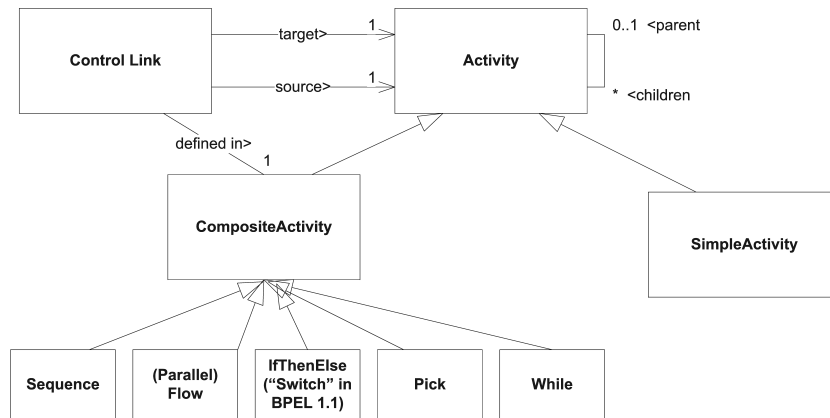 Control Link
target>
1
source>
1
Activity
0..1 <parent
* <children
defined in>
1
CompositeActivity
SimpleActivity
Sequence
(Parallel)
Flow
IfThenElse
(“Switch” in
BPEL 1.1)
Pick
While